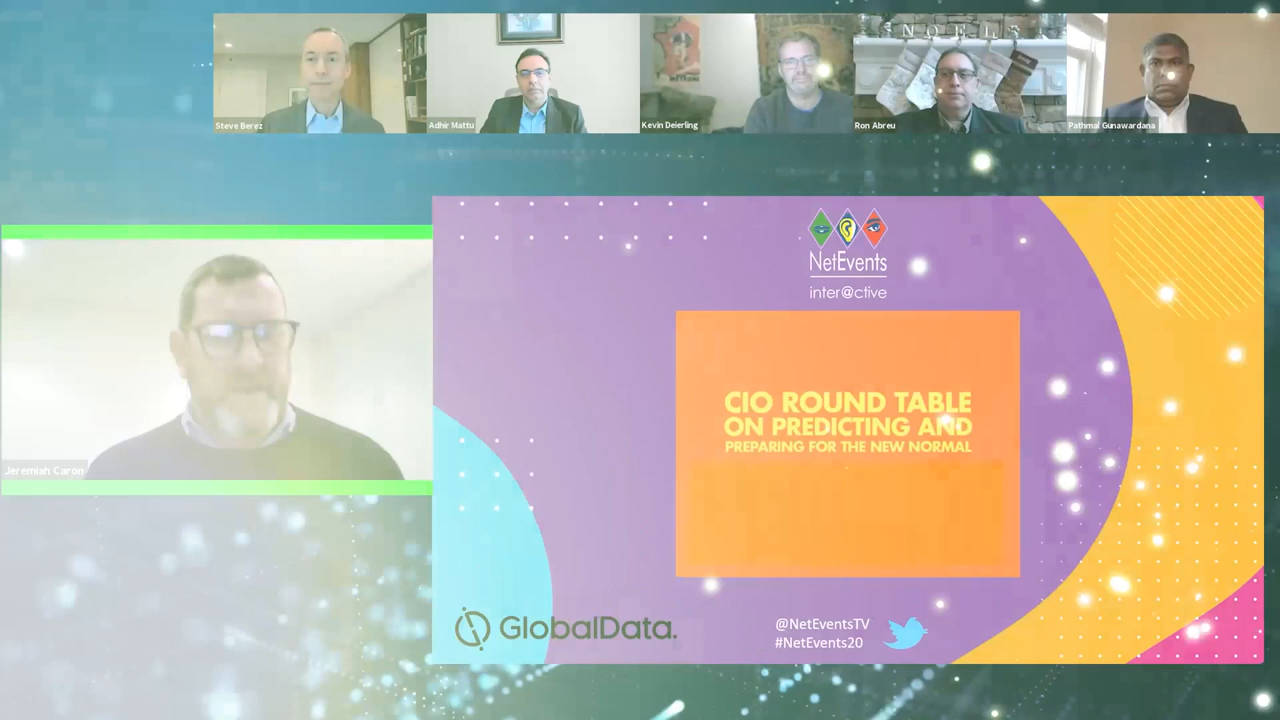 Steve Berez
Adhir Mattu
Kevin Deierling
NOEL
Ron Abreu
Pathmal Gunawardana
NetEvents
inter@ctive
CIO ROUND TABLE
ON PREDICTING AND
PREPARING FOR THE NEW NORMAL
Jeremiah Caron
GlobalData.
@NetEventsTV
#NetEvents20